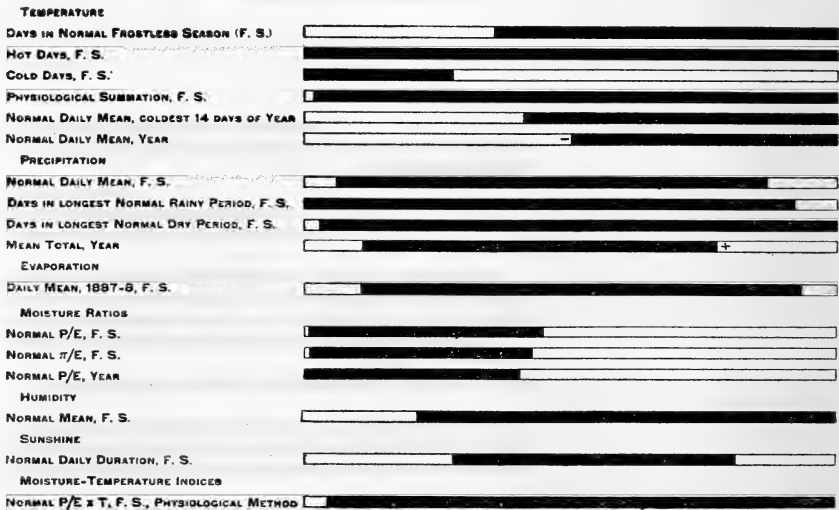 TEMPERATURE
DAYS IN NORMAL FROSTLESS SEASON (F. S.)
HOT DAYS, F. S.
COLD DAYS, F. S.
PHYSIOLOGICAL SUMMATION, F. S.
NORMAL DAILY MEAN, COLDEST 14 DAYS OF YEAR
NORMAL DAILY MEAN, YEAR –
PRECIPITATION
NORMAL DAILY MEAN, F. S.
DAYS IN LONGEST NORMAL RAINY PERIOD, F. S.
DAYS IN LONGEST NORMAL DRY PERIOD, F. S.
MEAN TOTAL, YEAR +
EVAPORATION
DAILY MEAN, 1887-8, F. S.
MOISTURE RATIOS
NORMAL P/E, F. S.
NORMAL π/E, F. S.
NORMAL P/E, YEAR
HUMIDITY
NORMAL MEAN, F. S.
SUNSHINE
NORMAL DAILY DURATION, F. S.
MOISTURE-TEMPERATURE INDICES
NORMAL P/E x T, F. S., PHYSIOLOGICAL METHOD